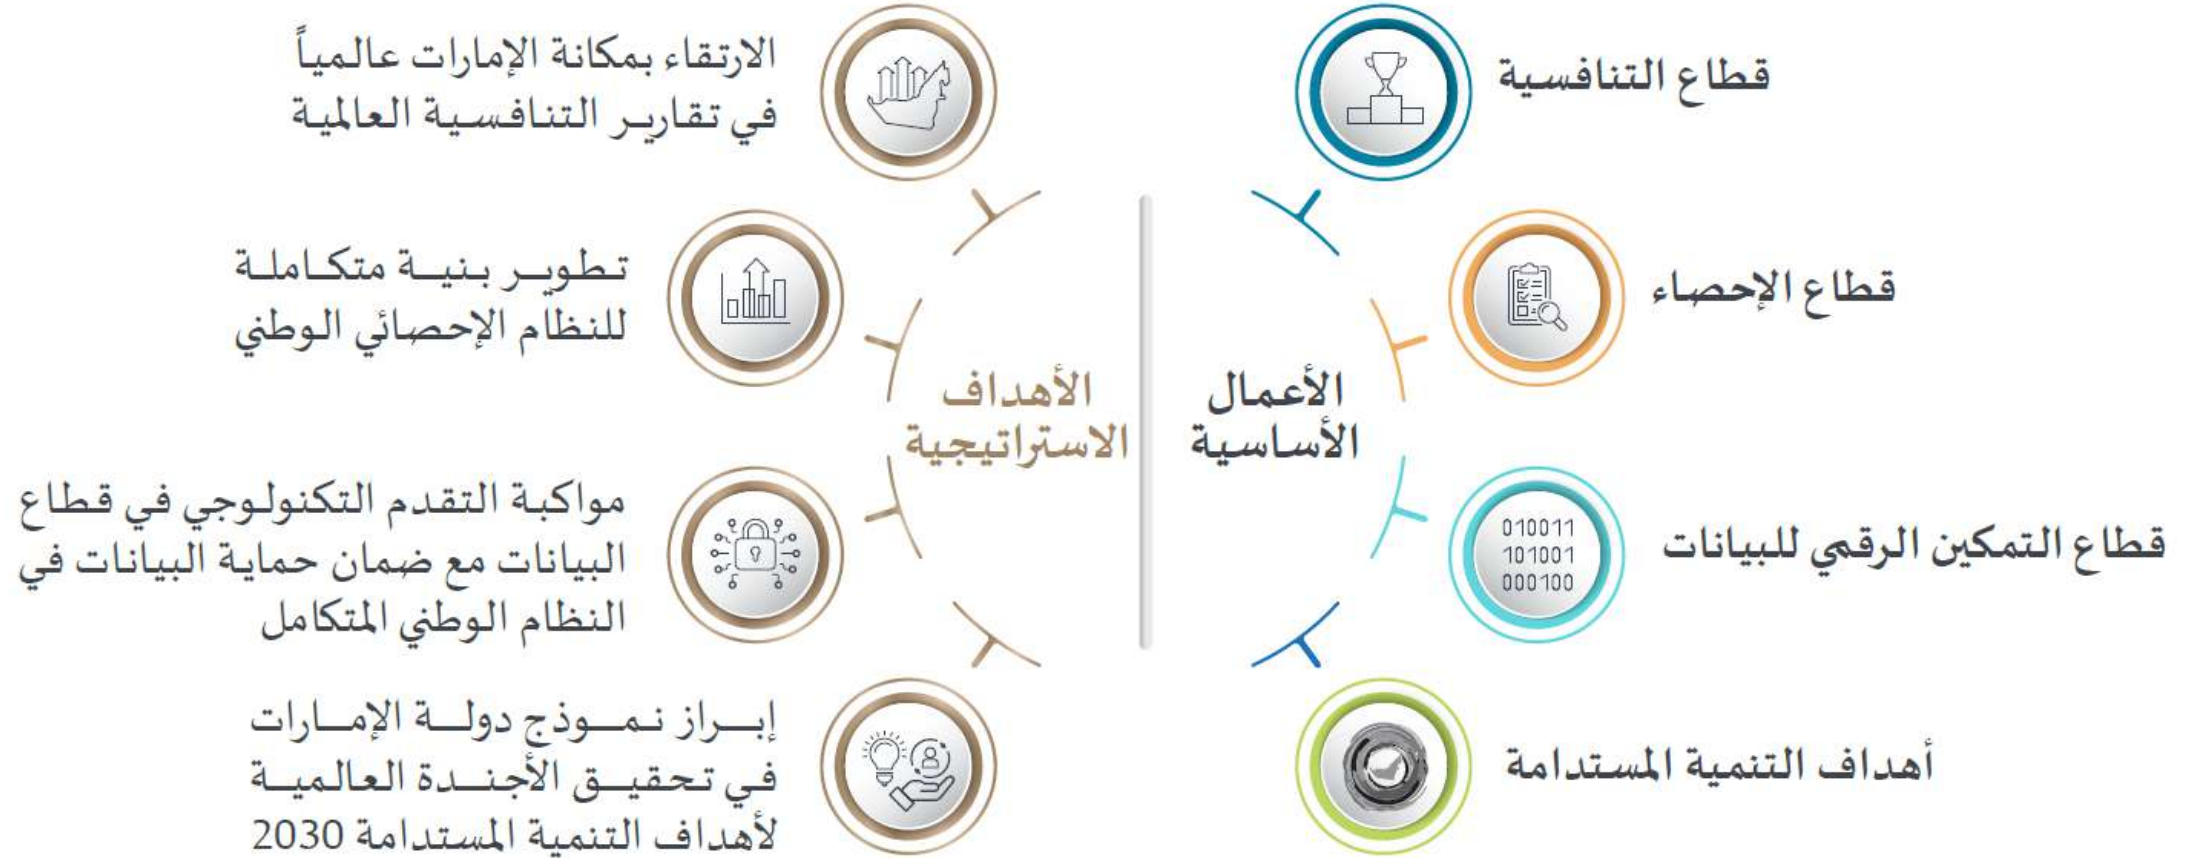 الأعمال
الأساسية
قطاع التنافسية
قطاع الإحصاء
010011
101001
000100
قطاع التمكين الرقمي للبيانات
أهداف التنمية المستدامة
الأهداف
الاستراتيجية
الارتقاء بمكانة الإمارات عالمياً
في تقارير التنافسية العالمية
تطوير بنية متكاملة
للنظام الإحصائي الوطني
مواكبة التقدم التكنولوجي في قطاع
البيانات مع ضمان حماية البيانات في
النظام الوطني المتكامل
إبراز نموذج دولة الإمارات
في تحقيق الأجندة العالمية
لأهداف التنمية المستدامة 2030